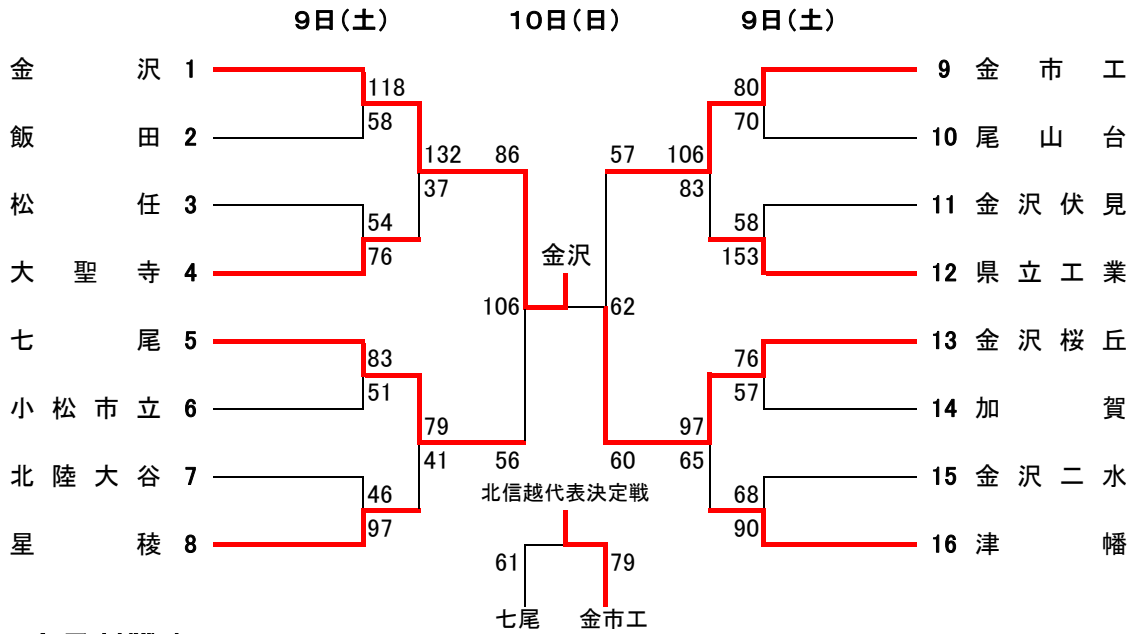 9日(土) 10日(日) 9日(土)
金沢 1 118 80 9 金市工
飯田 2 58 70 10 尾山台
132 86 57 106
37 83
松任 3 54 58 11 金沢伏見
大聖寺 4 76 153 12 県立工業
金沢
106 62
七尾 5 83 76 13 金沢桜丘
小松市立 6 51 57 14 加賀
79 97
41 56 60 65
北陸大谷 7 46 68 15 金沢二水
北信越代表決定戦
星稜 8 97 90 16 津幡
61 79
七尾 金市工